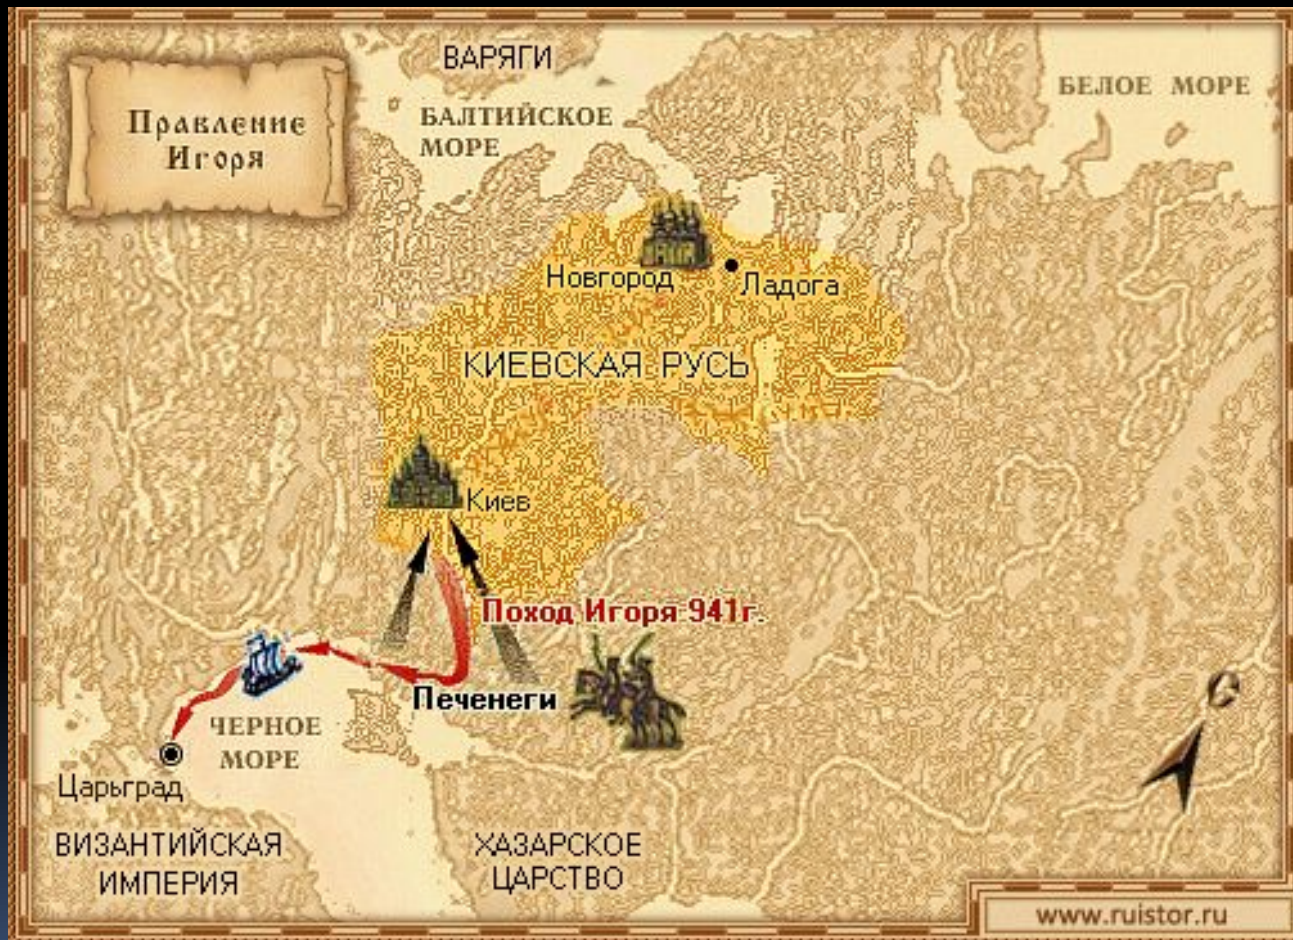 ВАРЯГИ
Правление
Игоря
БАЛТИЙСКОЕ
МОРЕ
БЕЛОЕ МОРЕ
Новгород
Ладога
КИЕВСКАЯ РУСЬ
Киев
Поход Игоря 941г.
Печенеги
ЧЕРНОЕ
МОРЕ
Царьград
ВИЗАНТИЙСКАЯ
ИМПЕРИЯ
ХАЗАРСКОЕ
ЦАРСТВО
С
www.ruistor.ru